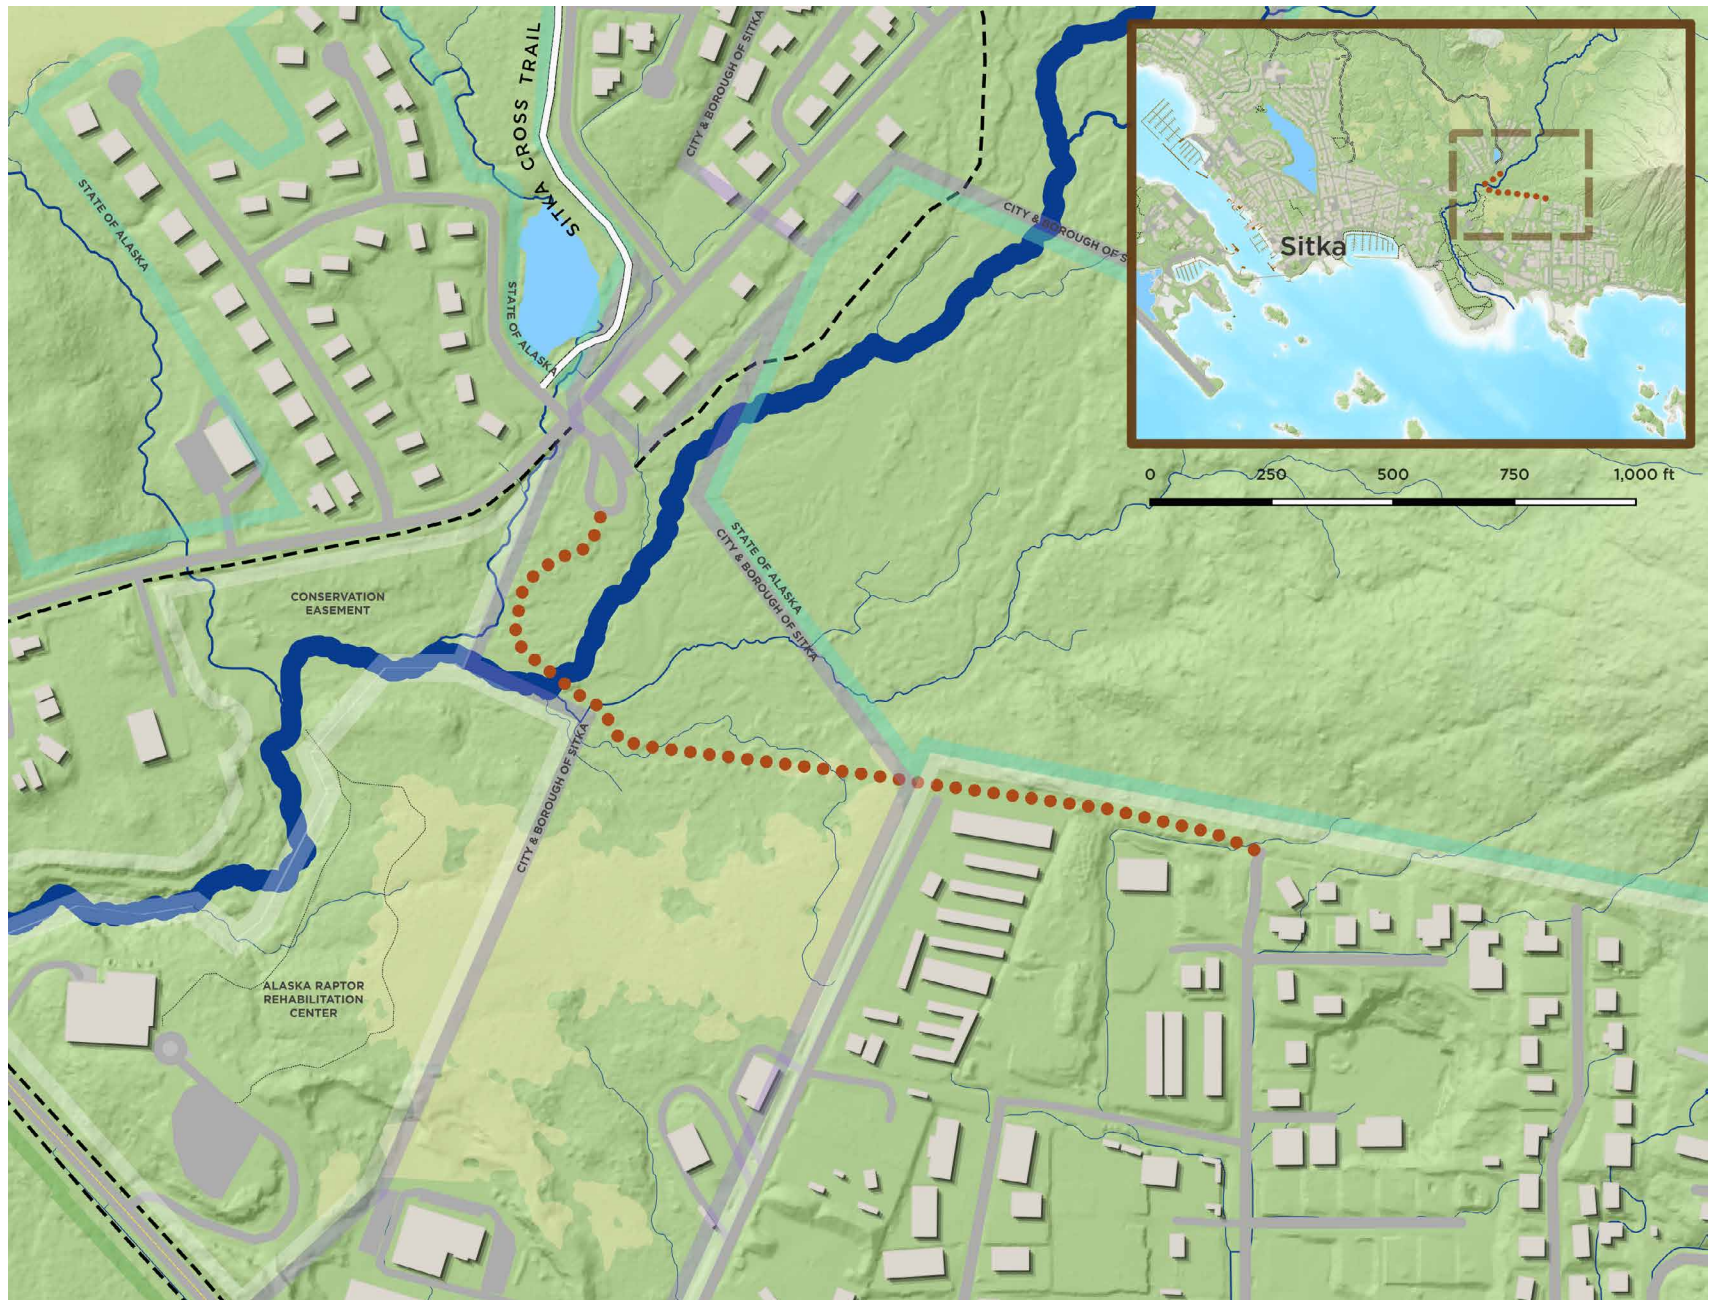 SITKA CROSS TRAIL
CITY & BOROUGH OF SITKA
STATE OF ALASKA
CITY & BOROUGH OF S
Sitka
STATE OF ALASKA
0 250 500 750 1,000 ft
STATE OF ALASKA
CITY & BOROUGH OF SITKA
CONSERVATION
EASEMENT
CITY & BOROUGH OF SITKA
ALASKA RAPTOR
REHABILITATION
CENTER